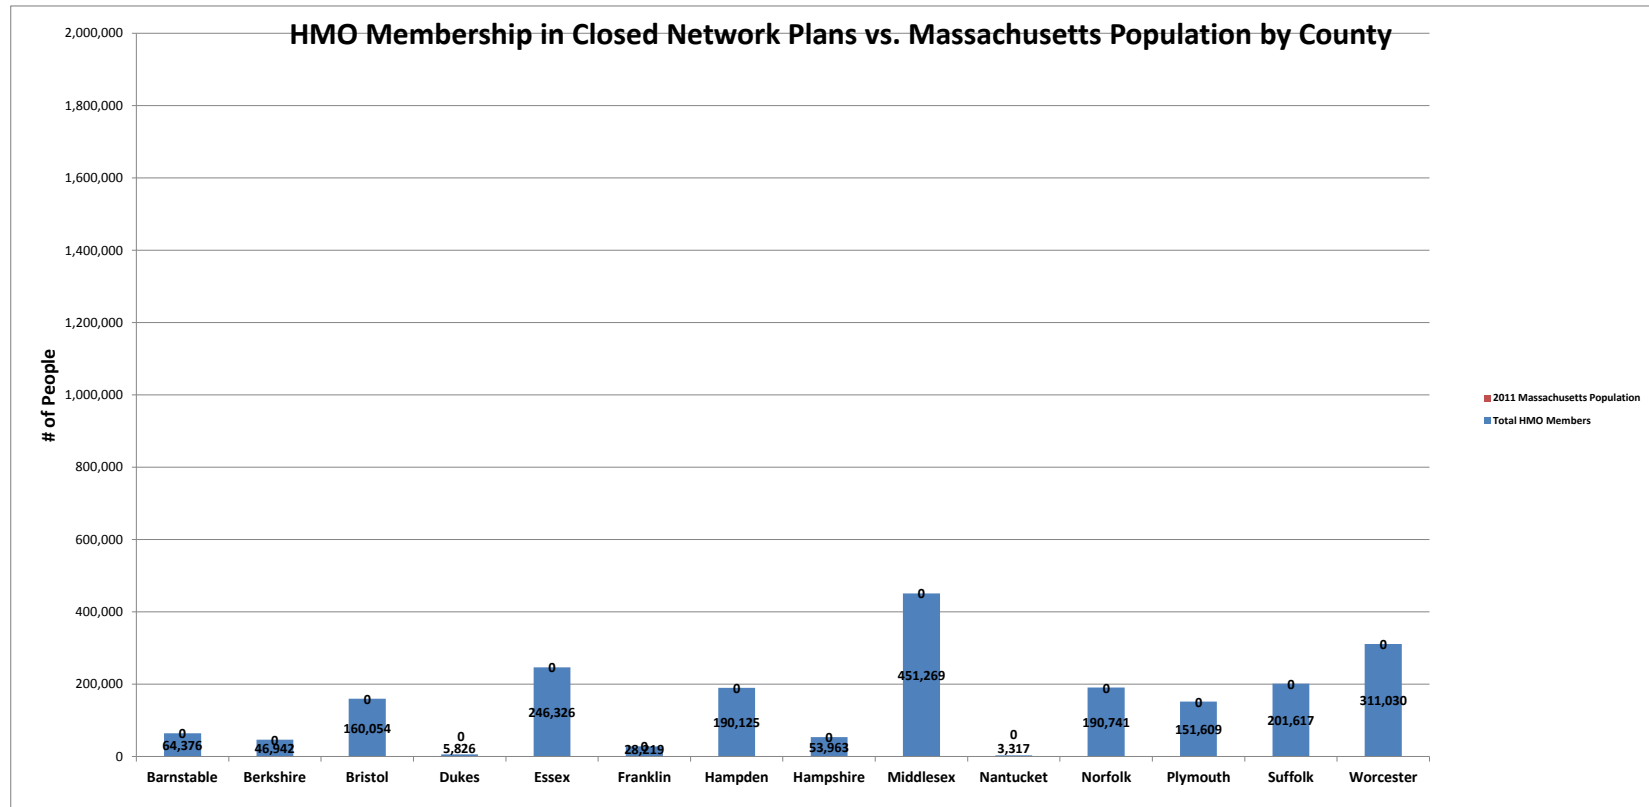 HMO Membership in Closed Network Plans vs. Massachusetts Population by County
2,000,000
1,800,000
1,600,000
1,400,000
1,200,000
1,000,000
800,000
600,000
400,000
200,000
0
# of People
0 0 0 0 0 0 0 0 0 0 0 0 0 0
64,376 46,942 160,054 5,826 246,326 28,219 190,125 53,963 451,269 3,317 190,741 151,609 201,617 311,030
Barnstable Berkshire Bristol Dukes Essex Franklin Hampden Hampshire Middlesex Nantucket Norfolk Plymouth Suffolk Worcester
2011 Massachusetts Population
Total HMO Members